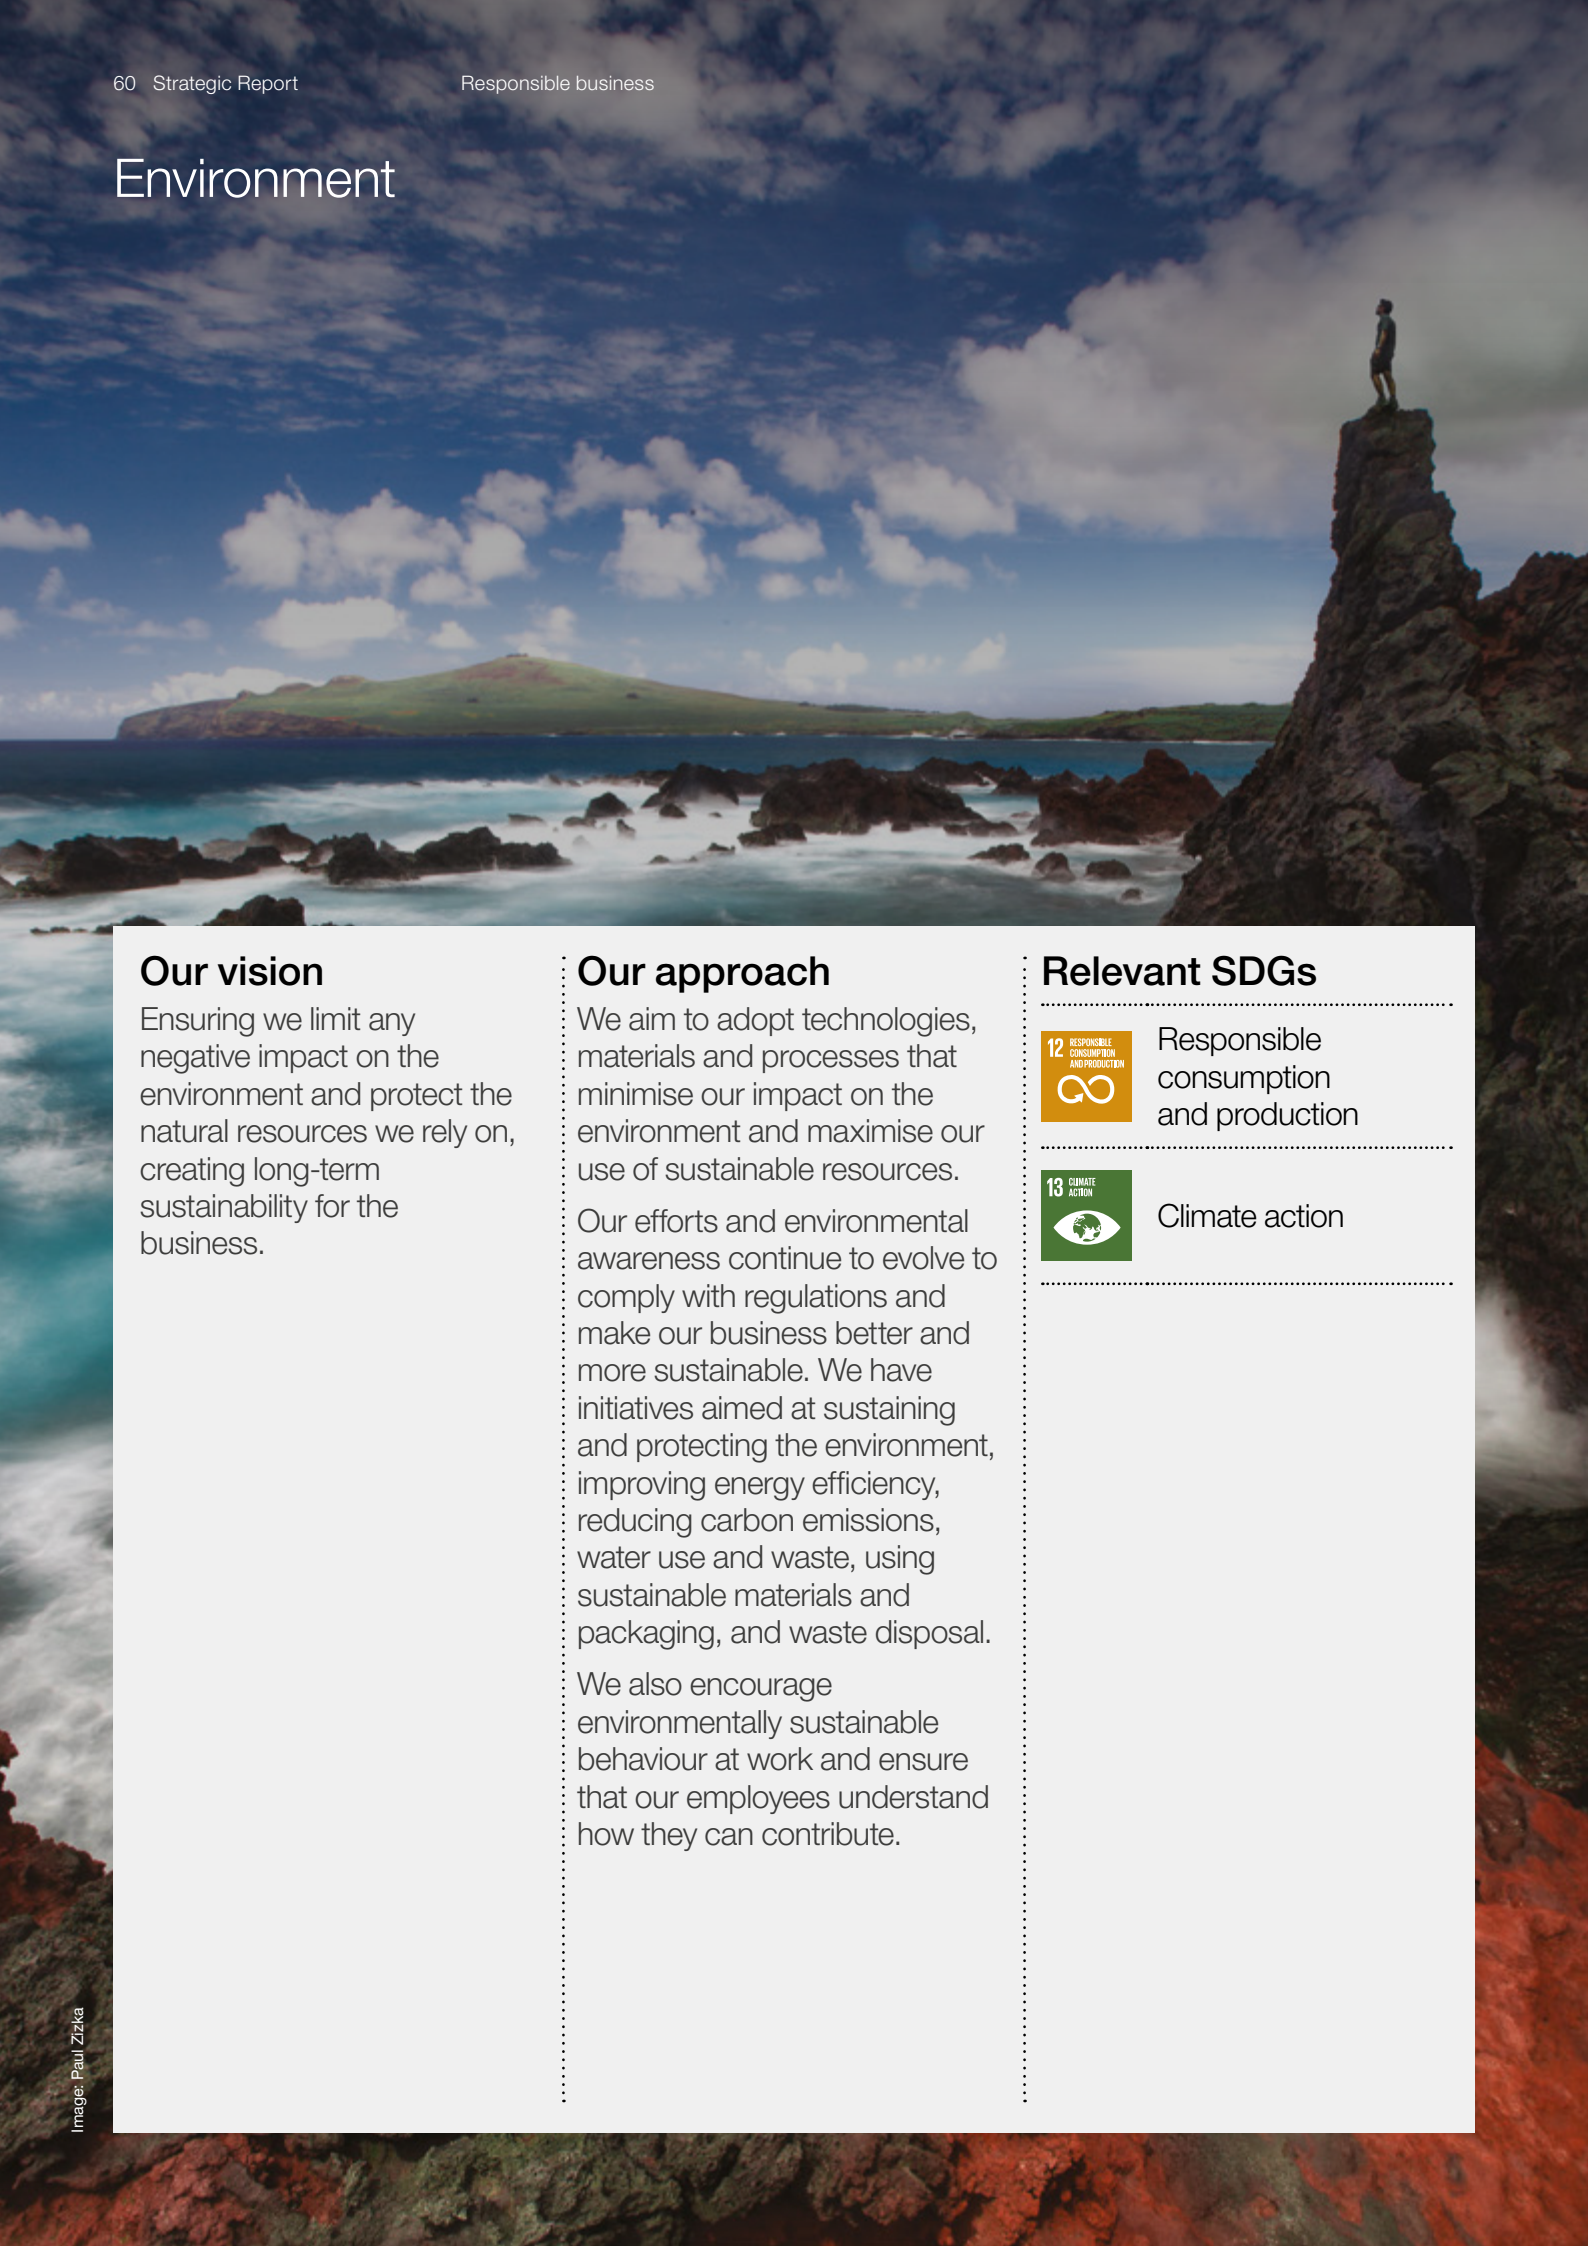 60 Strategic Report Responsible business
Environment
Our vision
Ensuring we limit any
negative impact on the
environment and protect the
natural resources we rely on,
creating long-term
sustainability for the
business.
Our approach
We aim to adopt technologies,
materials and processes that
minimise our impact on the
environment and maximise our
use of sustainable resources.
Our efforts and environmental
awareness continue to evolve to
comply with regulations and
make our business better and
more sustainable. We have
initiatives aimed at sustaining
and protecting the environment,
improving energy efficiency,
reducing carbon emissions,
water use and waste, using
sustainable materials and
packaging, and waste disposal.
We also encourage
environmentally sustainable
behaviour at work and ensure
that our employees understand
how they can contribute.
Relevant SDGs
12 RESPONSIBLE
CONSUMPTION
AND PRODUCTION
Responsible
consumption
and production
13 CLIMATE
ACTION
Climate action
Image: Paul Zizka